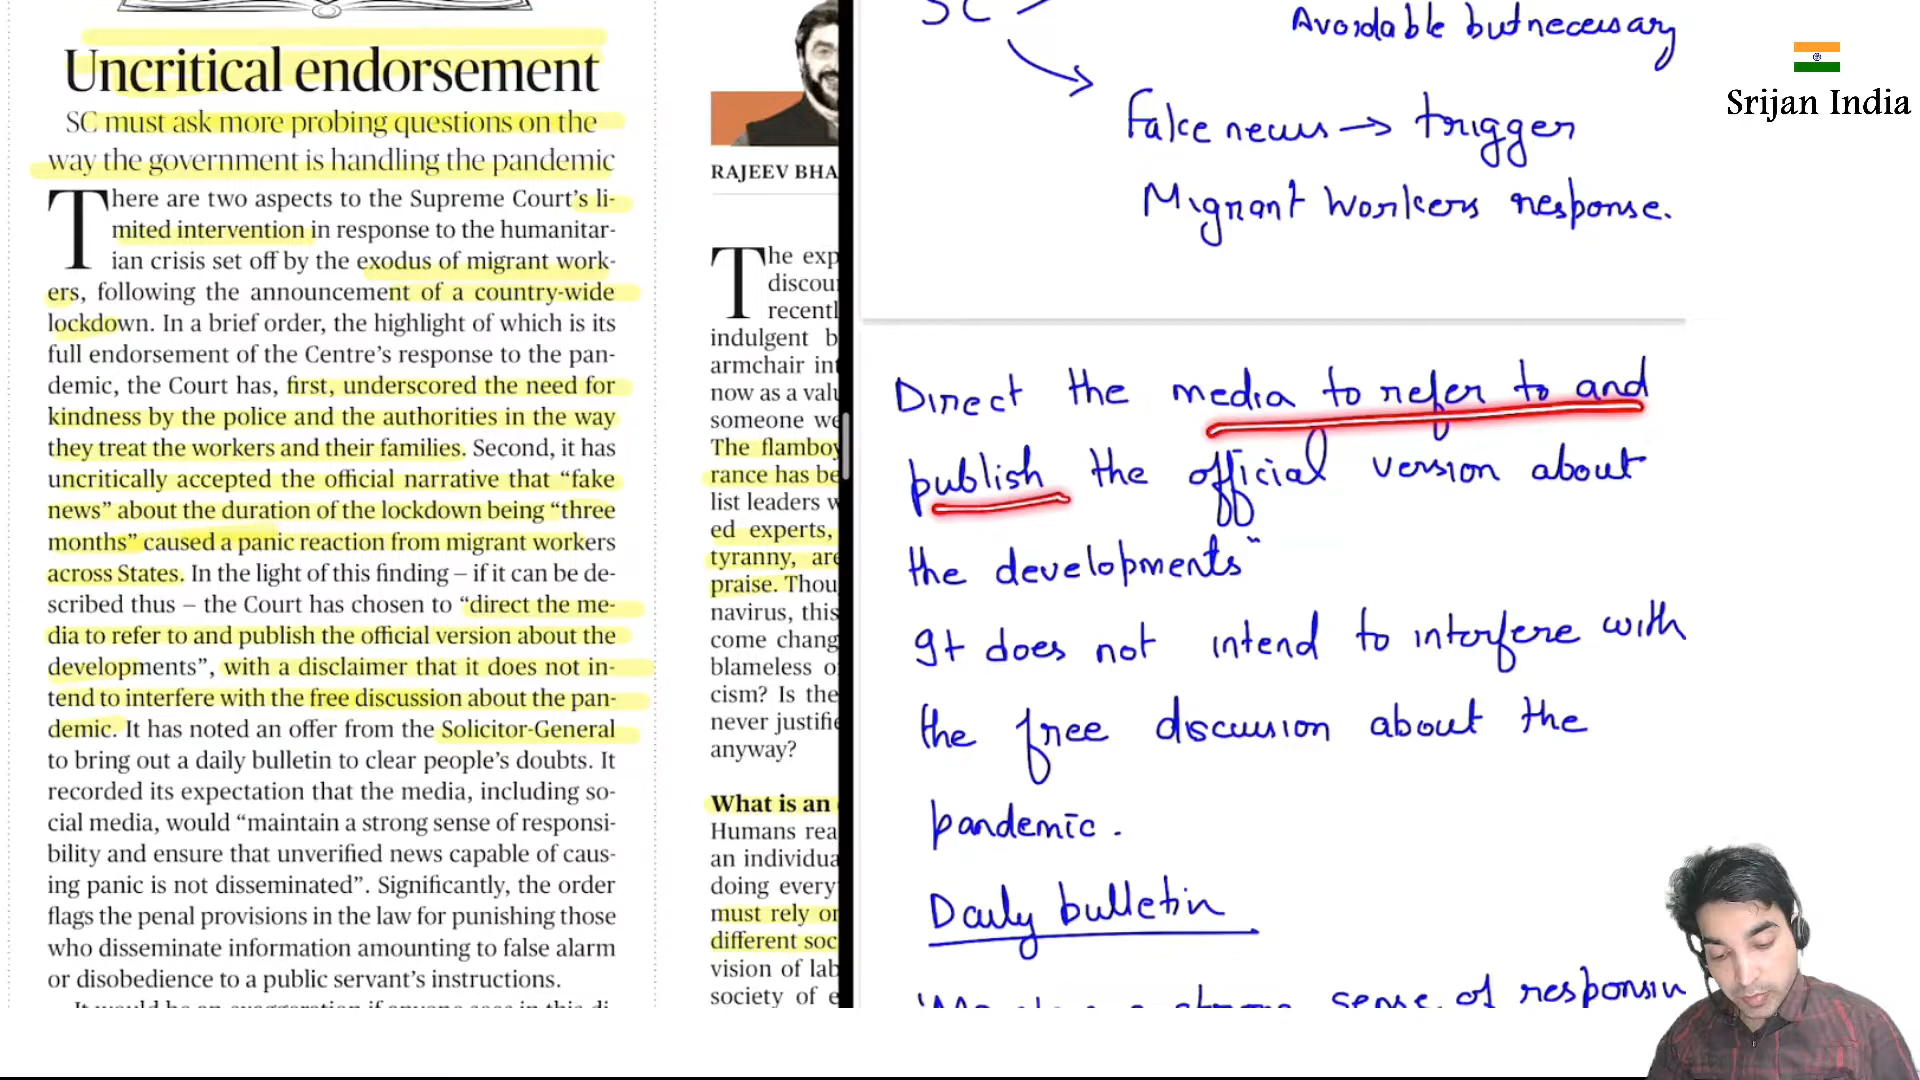 Uncritical endorsement
SC must ask more probing questions on the
way the government is handling the pandemic
There are two aspects to the Supreme Court's li-
mited intervention in response to the humanitar-
ian crisis set off by the exodus of migrant work-
ers, following the announcement of a country-wide
lockdown. In a brief order, the highlight of which is its
full endorsement of the Centre's response to the pan-
demic, the Court has, first, underscored the need for
kindness by the police and the authorities in the way
they treat the workers and their families. Second, it has
uncritically accepted the official narrative that “fake
news” about the duration of the lockdown being “three
months” caused a panic reaction from migrant workers
across States. In the light of this finding – if it can be de-
scribed thus – the Court has chosen to “direct the me-
dia to refer to and publish the official version about the
developments”, with a disclaimer that it does not in-
tend to interfere with the free discussion about the pan-
demic. It has noted an offer from the Solicitor-General
to bring out a daily bulletin to clear people's doubts. It
recorded its expectation that the media, including so-
cial media, would “maintain a strong sense of responsi-
bility and ensure that unverified news capable of caus-
ing panic is not disseminated”. Significantly, the order
flags the penal provisions in the law for punishing those
who disseminate information amounting to false alarm
or disobedience to a public servant's instructions.
RAJEEV BHA
The exp
discou
recentl
indulgent b
armchair int
now as a valu
someone we
The flamboy
rance has be
list leaders w
ed experts,
tyranny, are
praise. Thou
navirus, this
come chang
blameless o
cism? Is the
never justifie
anyway?
What is an
Humans rea
an individua
doing every
must rely on
different soc
vision of lab
society of e
SC
Avoidable but necessary
Fake news → trigger
Migrant workers response.
Direct the media to refer to and
publish the official version about
the developments"
It does not intend to interfere with
the free discussion about the
pandemic.
Daily bulletin
sense of responsi
Srijan India